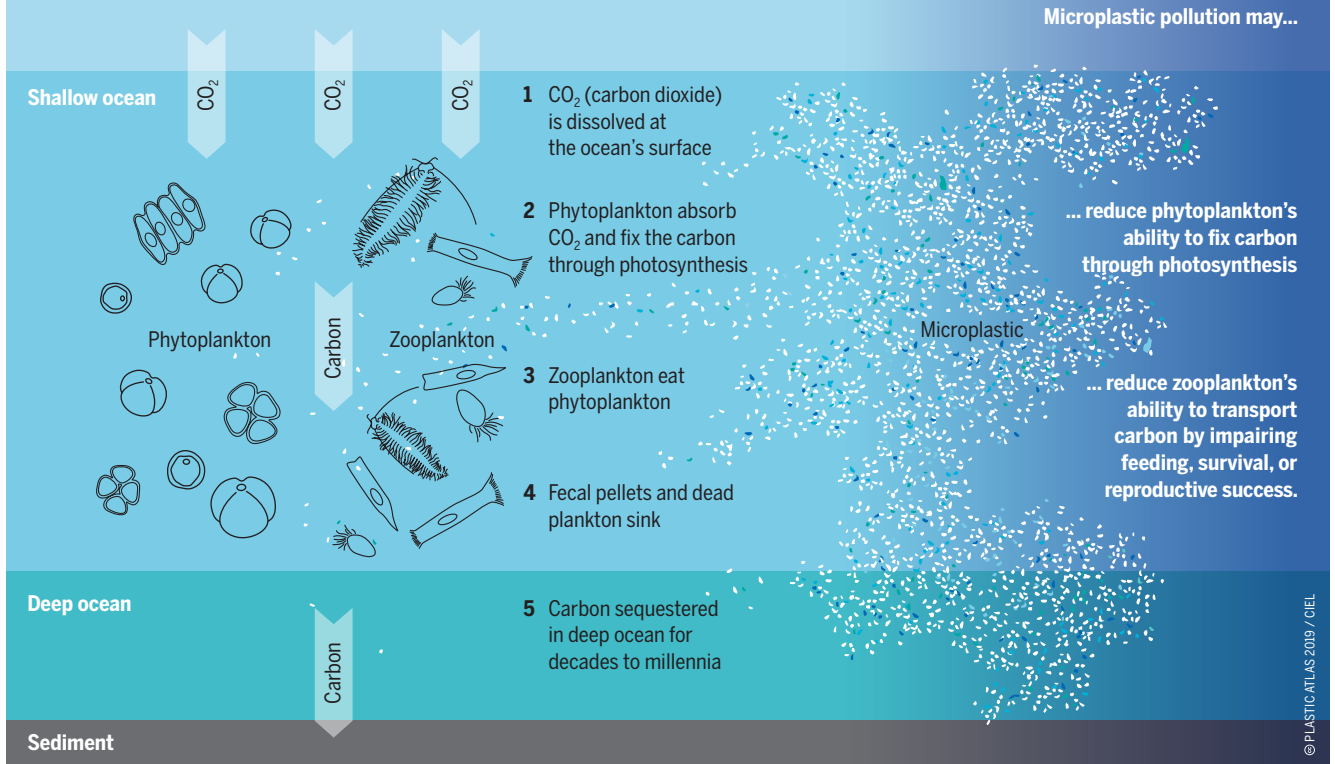 Microplastic pollution may...
Shallow ocean
CO₂
CO₂
CO₂
1 CO₂ (carbon dioxide)
is dissolved at
the ocean's surface
2 Phytoplankton absorb
CO₂ and fix the carbon
through photosynthesis
... reduce phytoplankton's
ability to fix carbon
through photosynthesis
Phytoplankton
Carbon
Zooplankton
Microplastic
3 Zooplankton eat
phytoplankton
... reduce zooplankton's
ability to transport
carbon by impairing
feeding, survival, or
reproductive success.
4 Fecal pellets and dead
plankton sink
Deep ocean
5 Carbon sequestered
in deep ocean for
decades to millennia
Carbon
Sediment
🅭 PLASTIC ATLAS 2019 / CIEL